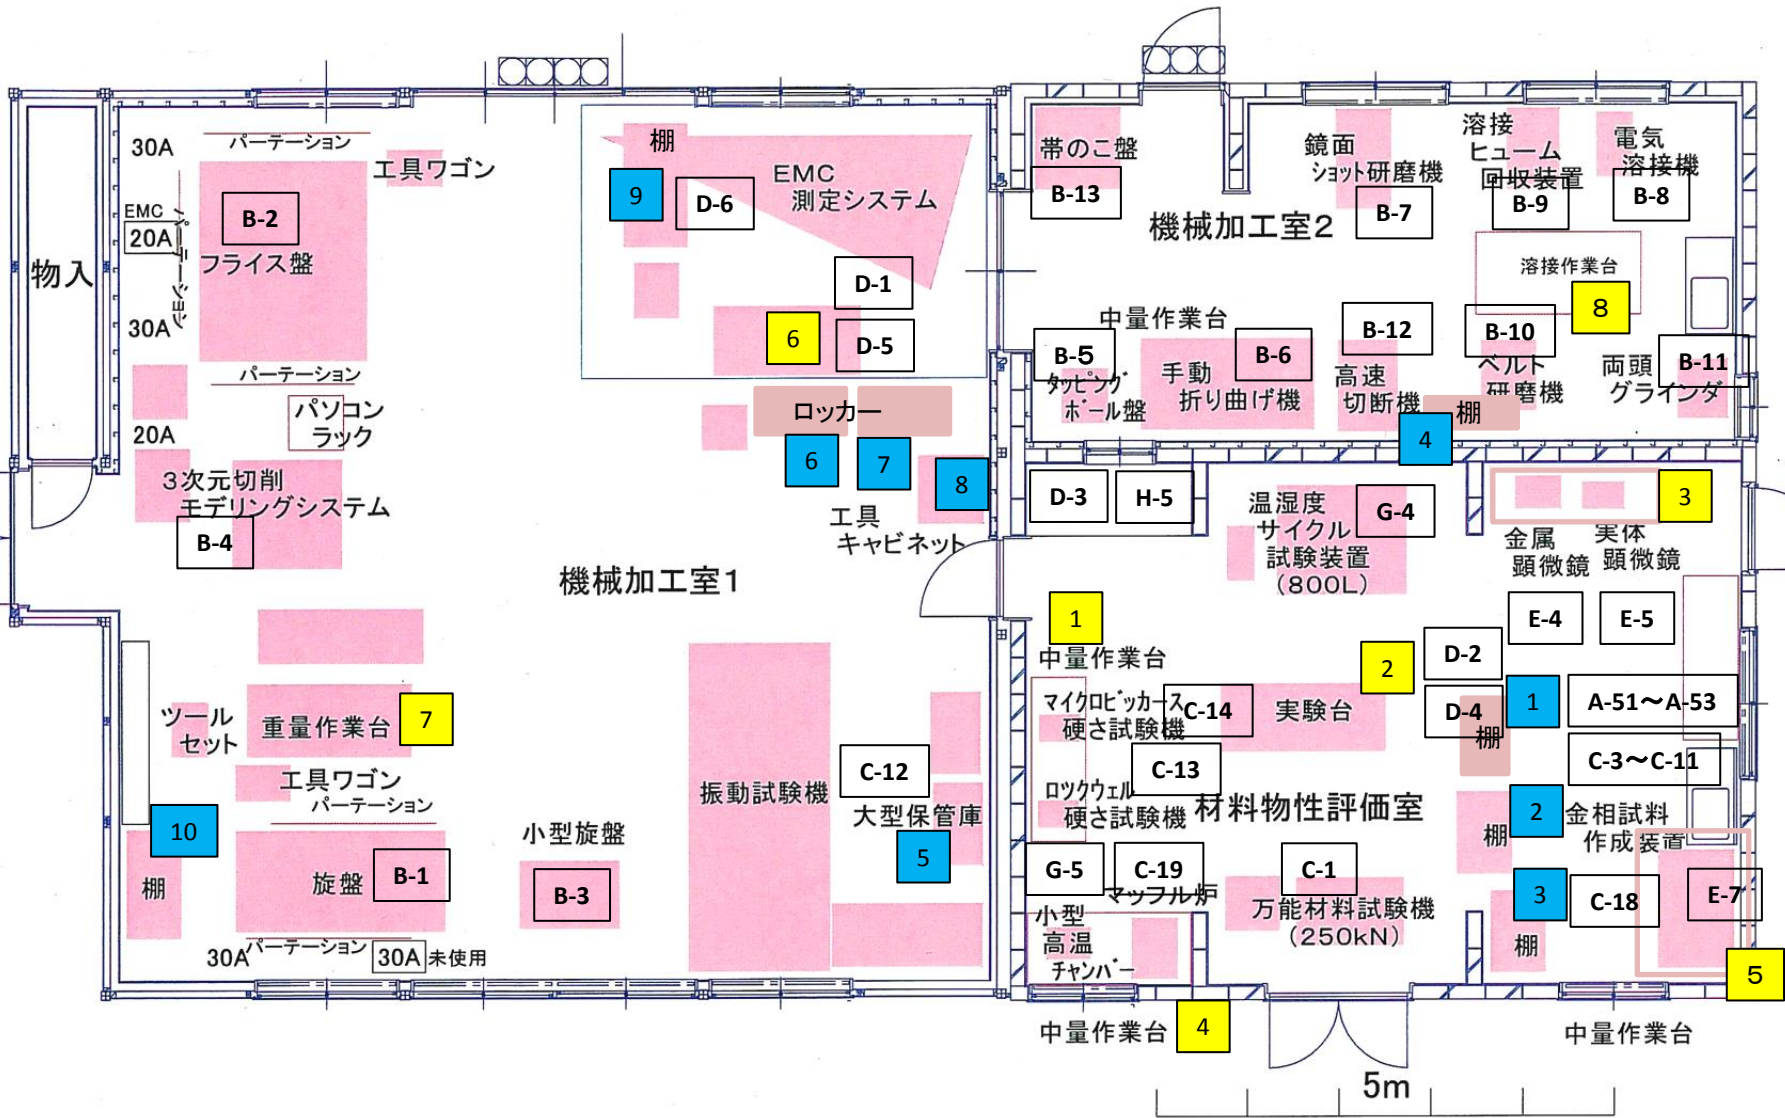 30A
パーテーション
工具ワゴン
EMC
20A
パーテーション
B-2
フライス盤
30A
物入
パーテーション
パソコン
ラック
20A
3次元切削
モデリングシステム
B-4
棚
9
D-6
EMC
測定システム
D-1
6
D-5
ロッカー
6
7
8
工具
キャビネット
機械加工室1
ツール
セット
重量作業台
7
工具ワゴン
パーテーション
10
棚
旋盤
B-1
小型旋盤
B-3
30A
パーテーション
30A
未使用
振動試験機
C-12
大型保管庫
5
帯のこ盤
B-13
機械加工室2
鏡面
ショット研磨機
B-7
溶接
ヒューム
回収装置
B-9
電気
溶接機
B-8
溶接作業台
8
中量作業台
B-5
タッピング
ボール盤
手動
折り曲げ機
B-6
B-12
高速
切断機
B-10
ベルト
研磨機
棚
4
B-11
両頭
グラインダ
D-3
H-5
温湿度
サイクル
試験装置
(800L)
G-4
3
金属
顕微鏡
実体
顕微鏡
E-4
E-5
1
中量作業台
2
D-2
マイクロビッカース
硬さ試験機
C-14
実験台
D-4
棚
1
A-51～A-53
C-13
C-3～C-11
ロックウェル
硬さ試験機
材料物性評価室
棚
2
金相試料
作成装置
G-5
C-19
マッフル炉
C-1
万能材料試験機
(250kN)
3
棚
C-18
E-7
小型
高温
チャンバー
5
中量作業台
4
中量作業台
5m